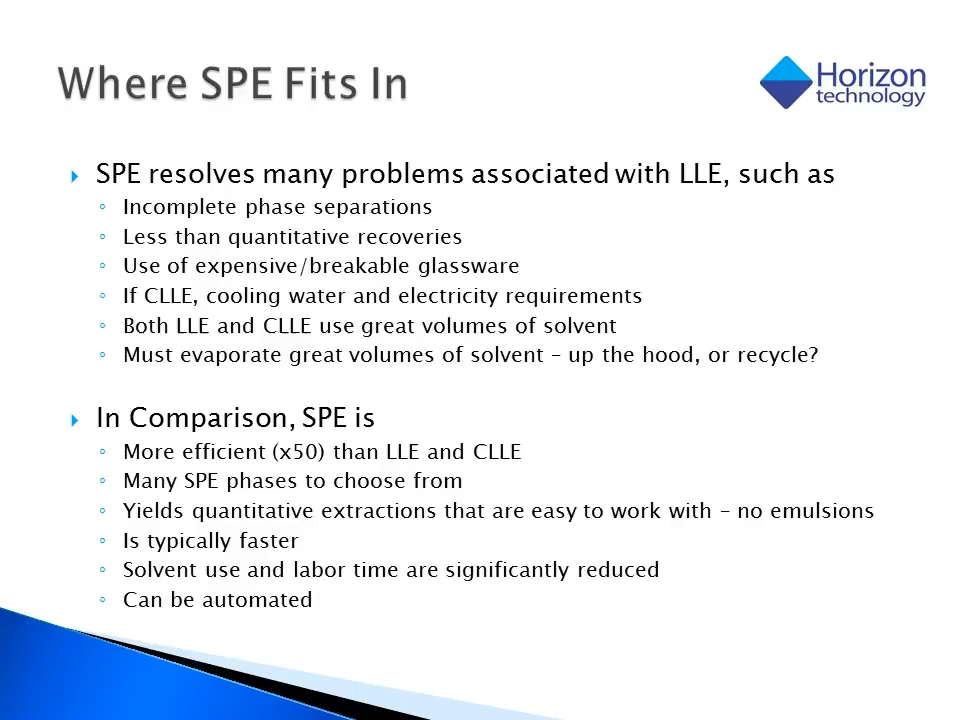 Where SPE Fits In
Horizon
technology
SPE resolves many problems associated with LLE, such as
Incomplete phase separations
Less than quantitative recoveries
Use of expensive/breakable glassware
If CLLE, cooling water and electricity requirements
Both LLE and CLLE use great volumes of solvent
Must evaporate great volumes of solvent – up the hood, or recycle?
In Comparison, SPE is
More efficient (x50) than LLE and CLLE
Many SPE phases to choose from
Yields quantitative extractions that are easy to work with – no emulsions
Is typically faster
Solvent use and labor time are significantly reduced
Can be automated